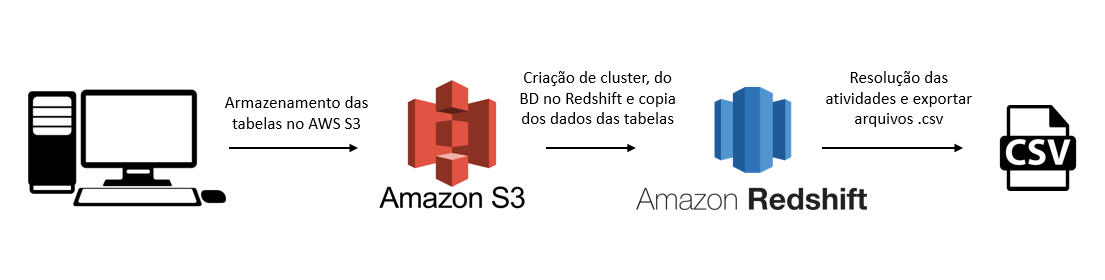 Armazenamento das
tabelas no AWS S3
Amazon S3
Criação de cluster, do
BD no Redshift e copia
dos dados das tabelas
Amazon Redshift
Resolução das
atividades e exportar
arquivos .csv
CSV